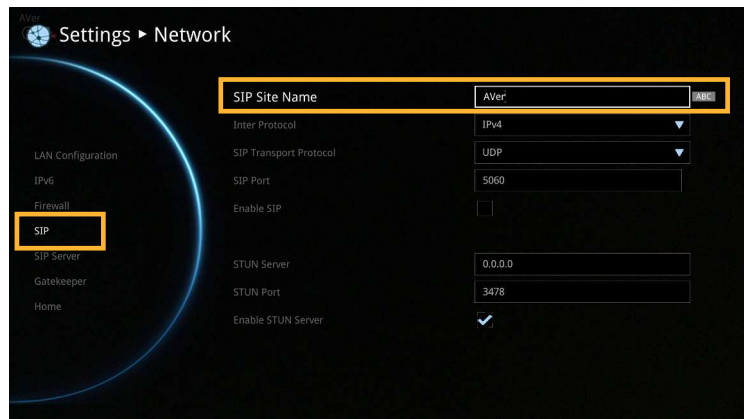 AVer
Settings ▸ Network
SIP Site Name AVer ABC
Inter Protocol IPv4
LAN Configuration SIP Transport Protocol UDP
IPv6 SIP Port 5060
Firewall Enable SIP
SIP
SIP Server STUN Server 0.0.0.0
Gatekeeper STUN Port 3478
Home Enable STUN Server